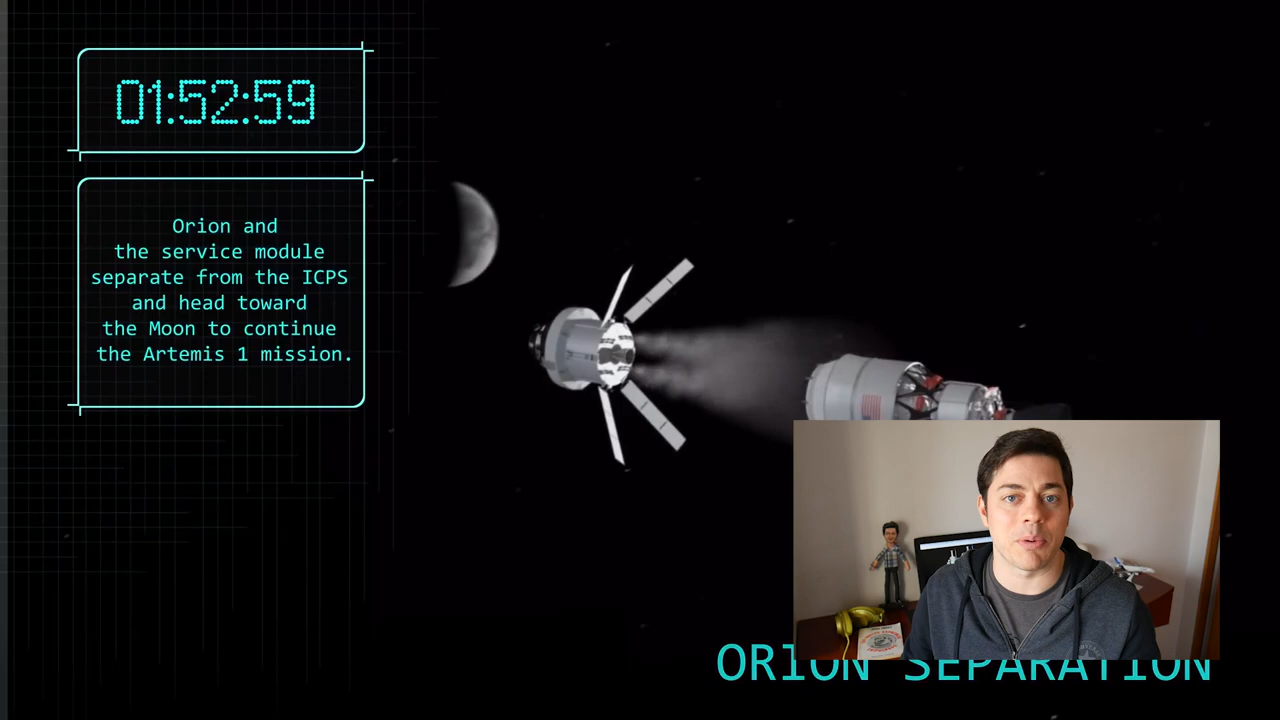 01:52:59
Orion and
the service module
separate from the ICPS
and head toward
the Moon to continue
the Artemis 1 mission.
ORION SEPARATION